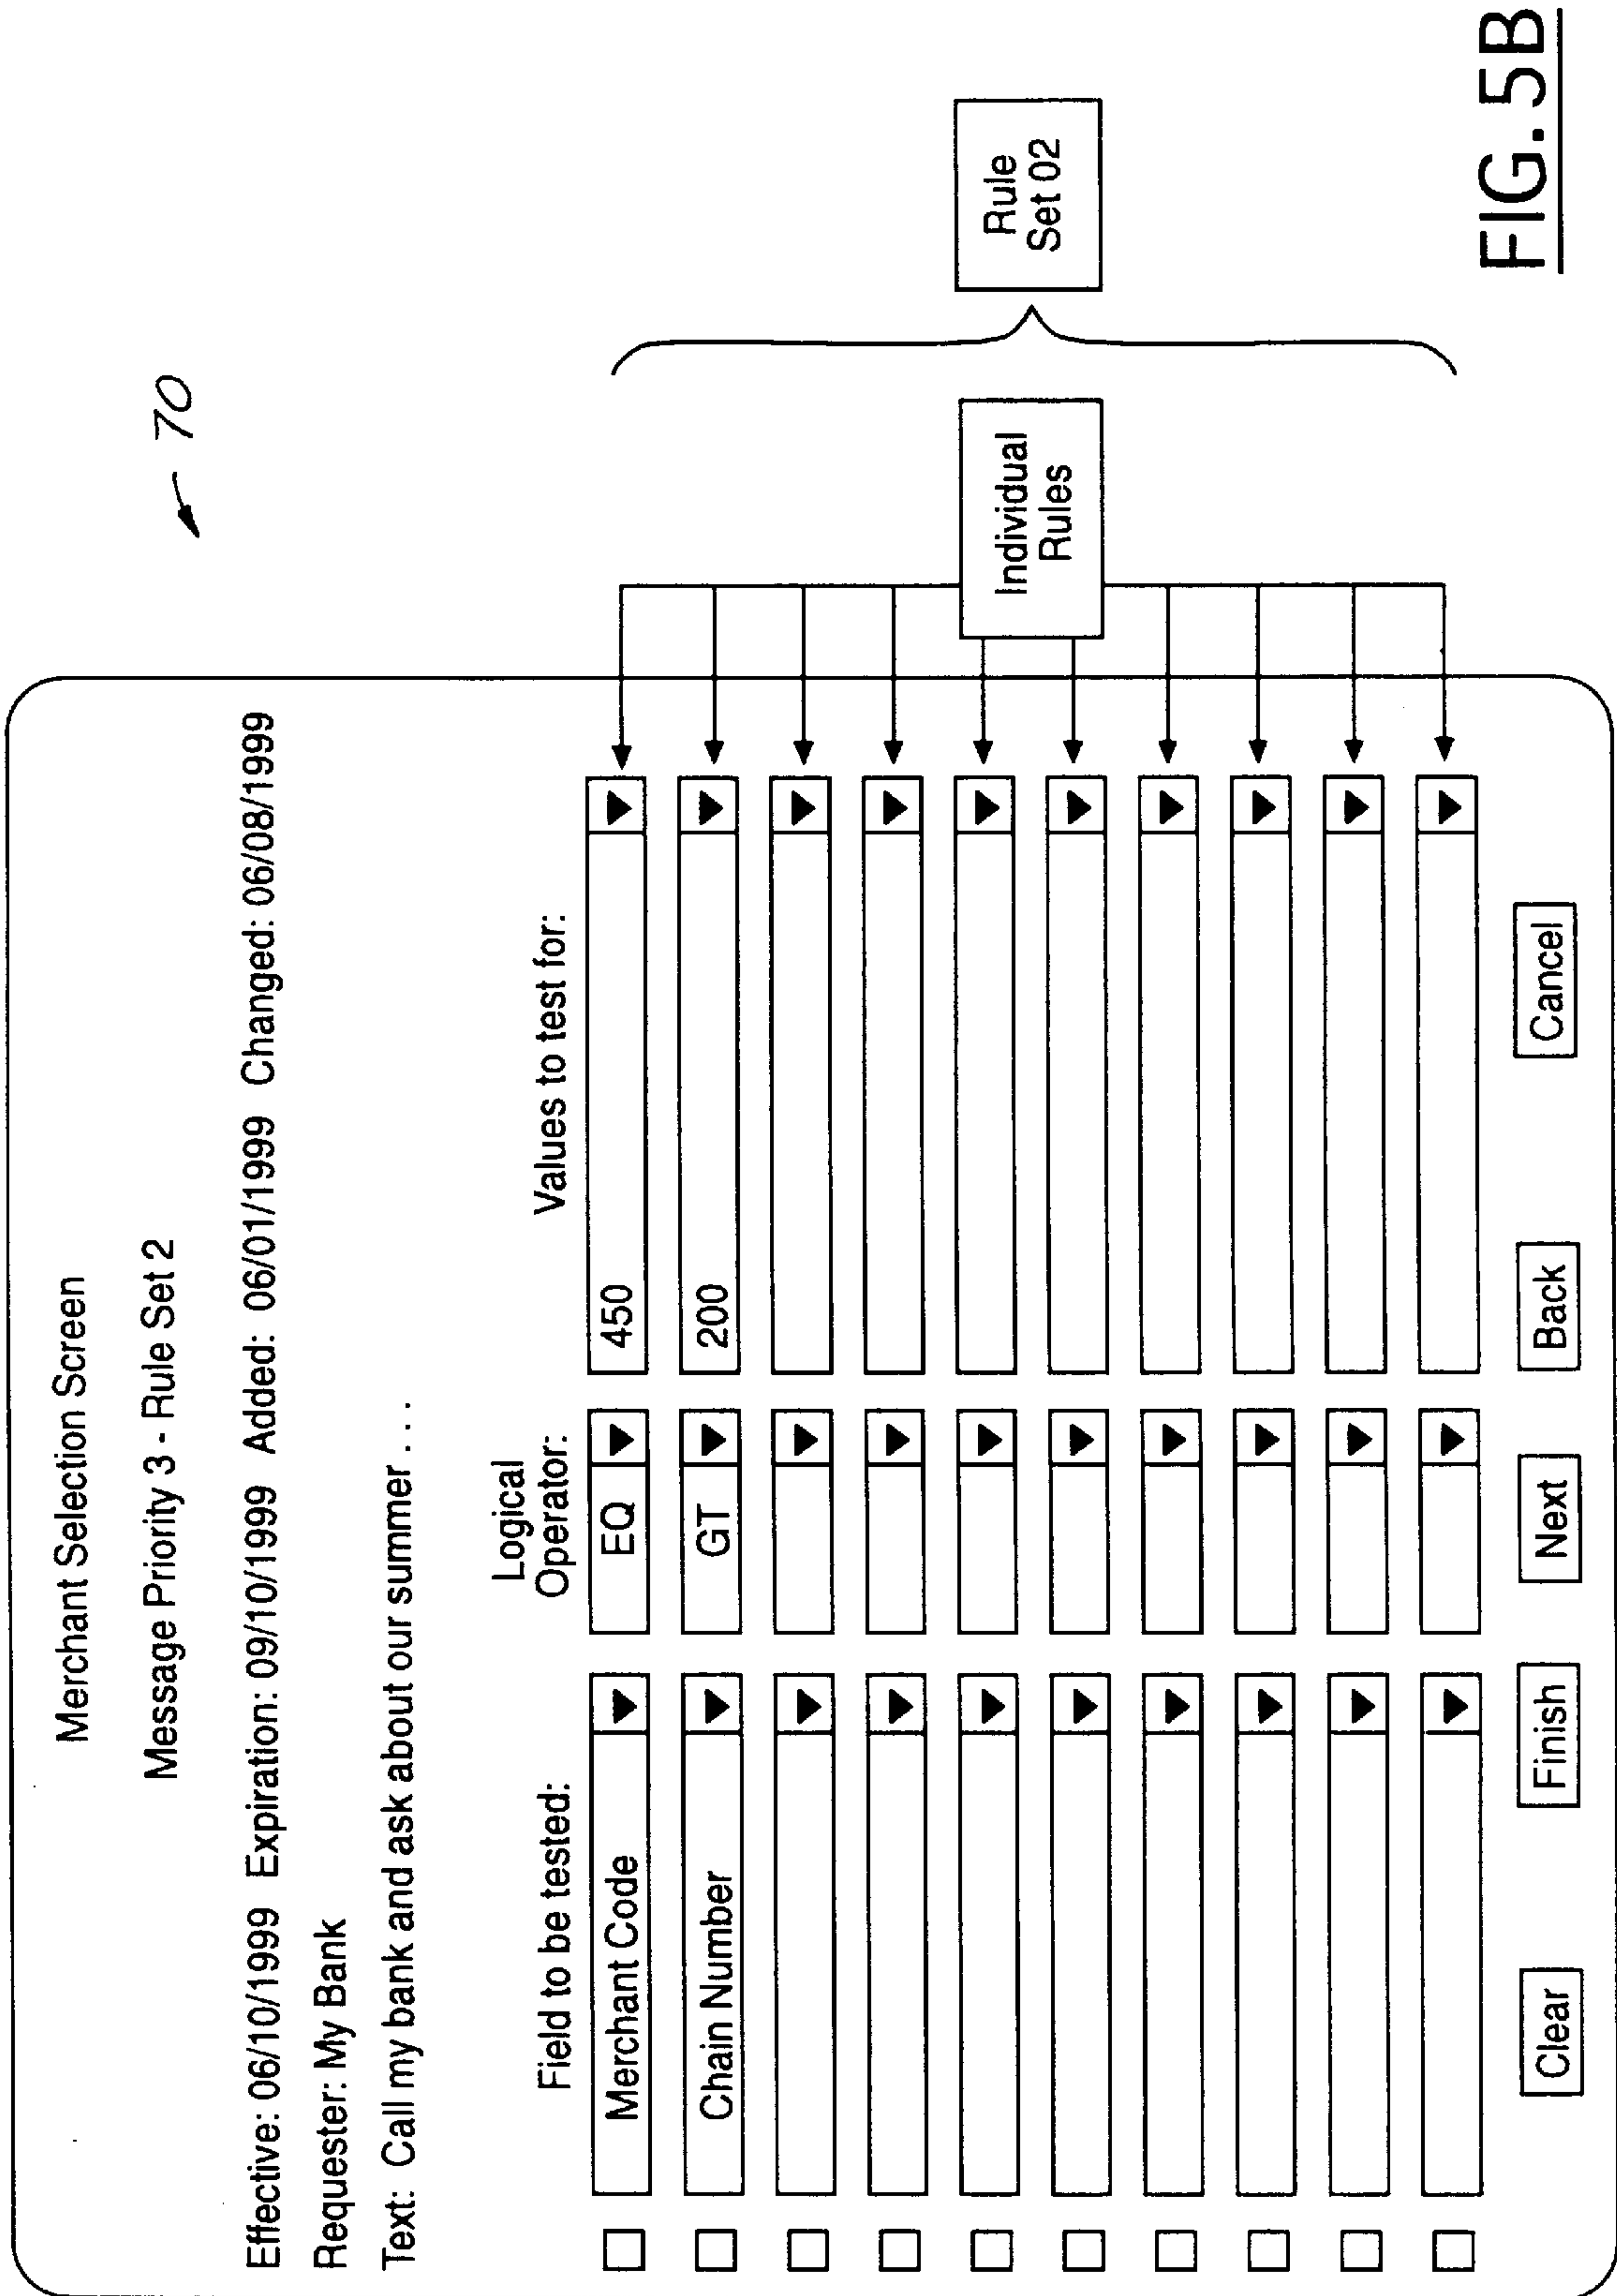 Merchant Selection Screen
Message Priority 3 - Rule Set 2
70
Effective: 06/10/1999 Expiration: 09/10/1999 Added: 06/01/1999 Changed: 06/08/1999
Requester: My Bank
Text: Call my bank and ask about our summer . . .
Field to be tested:
Logical
Operator:
Values to test for:
Merchant Code EQ 450
Chain Number GT 200
Individual
Rules
Rule
Set 02
Clear Finish Next Back Cancel
FIG. 5B